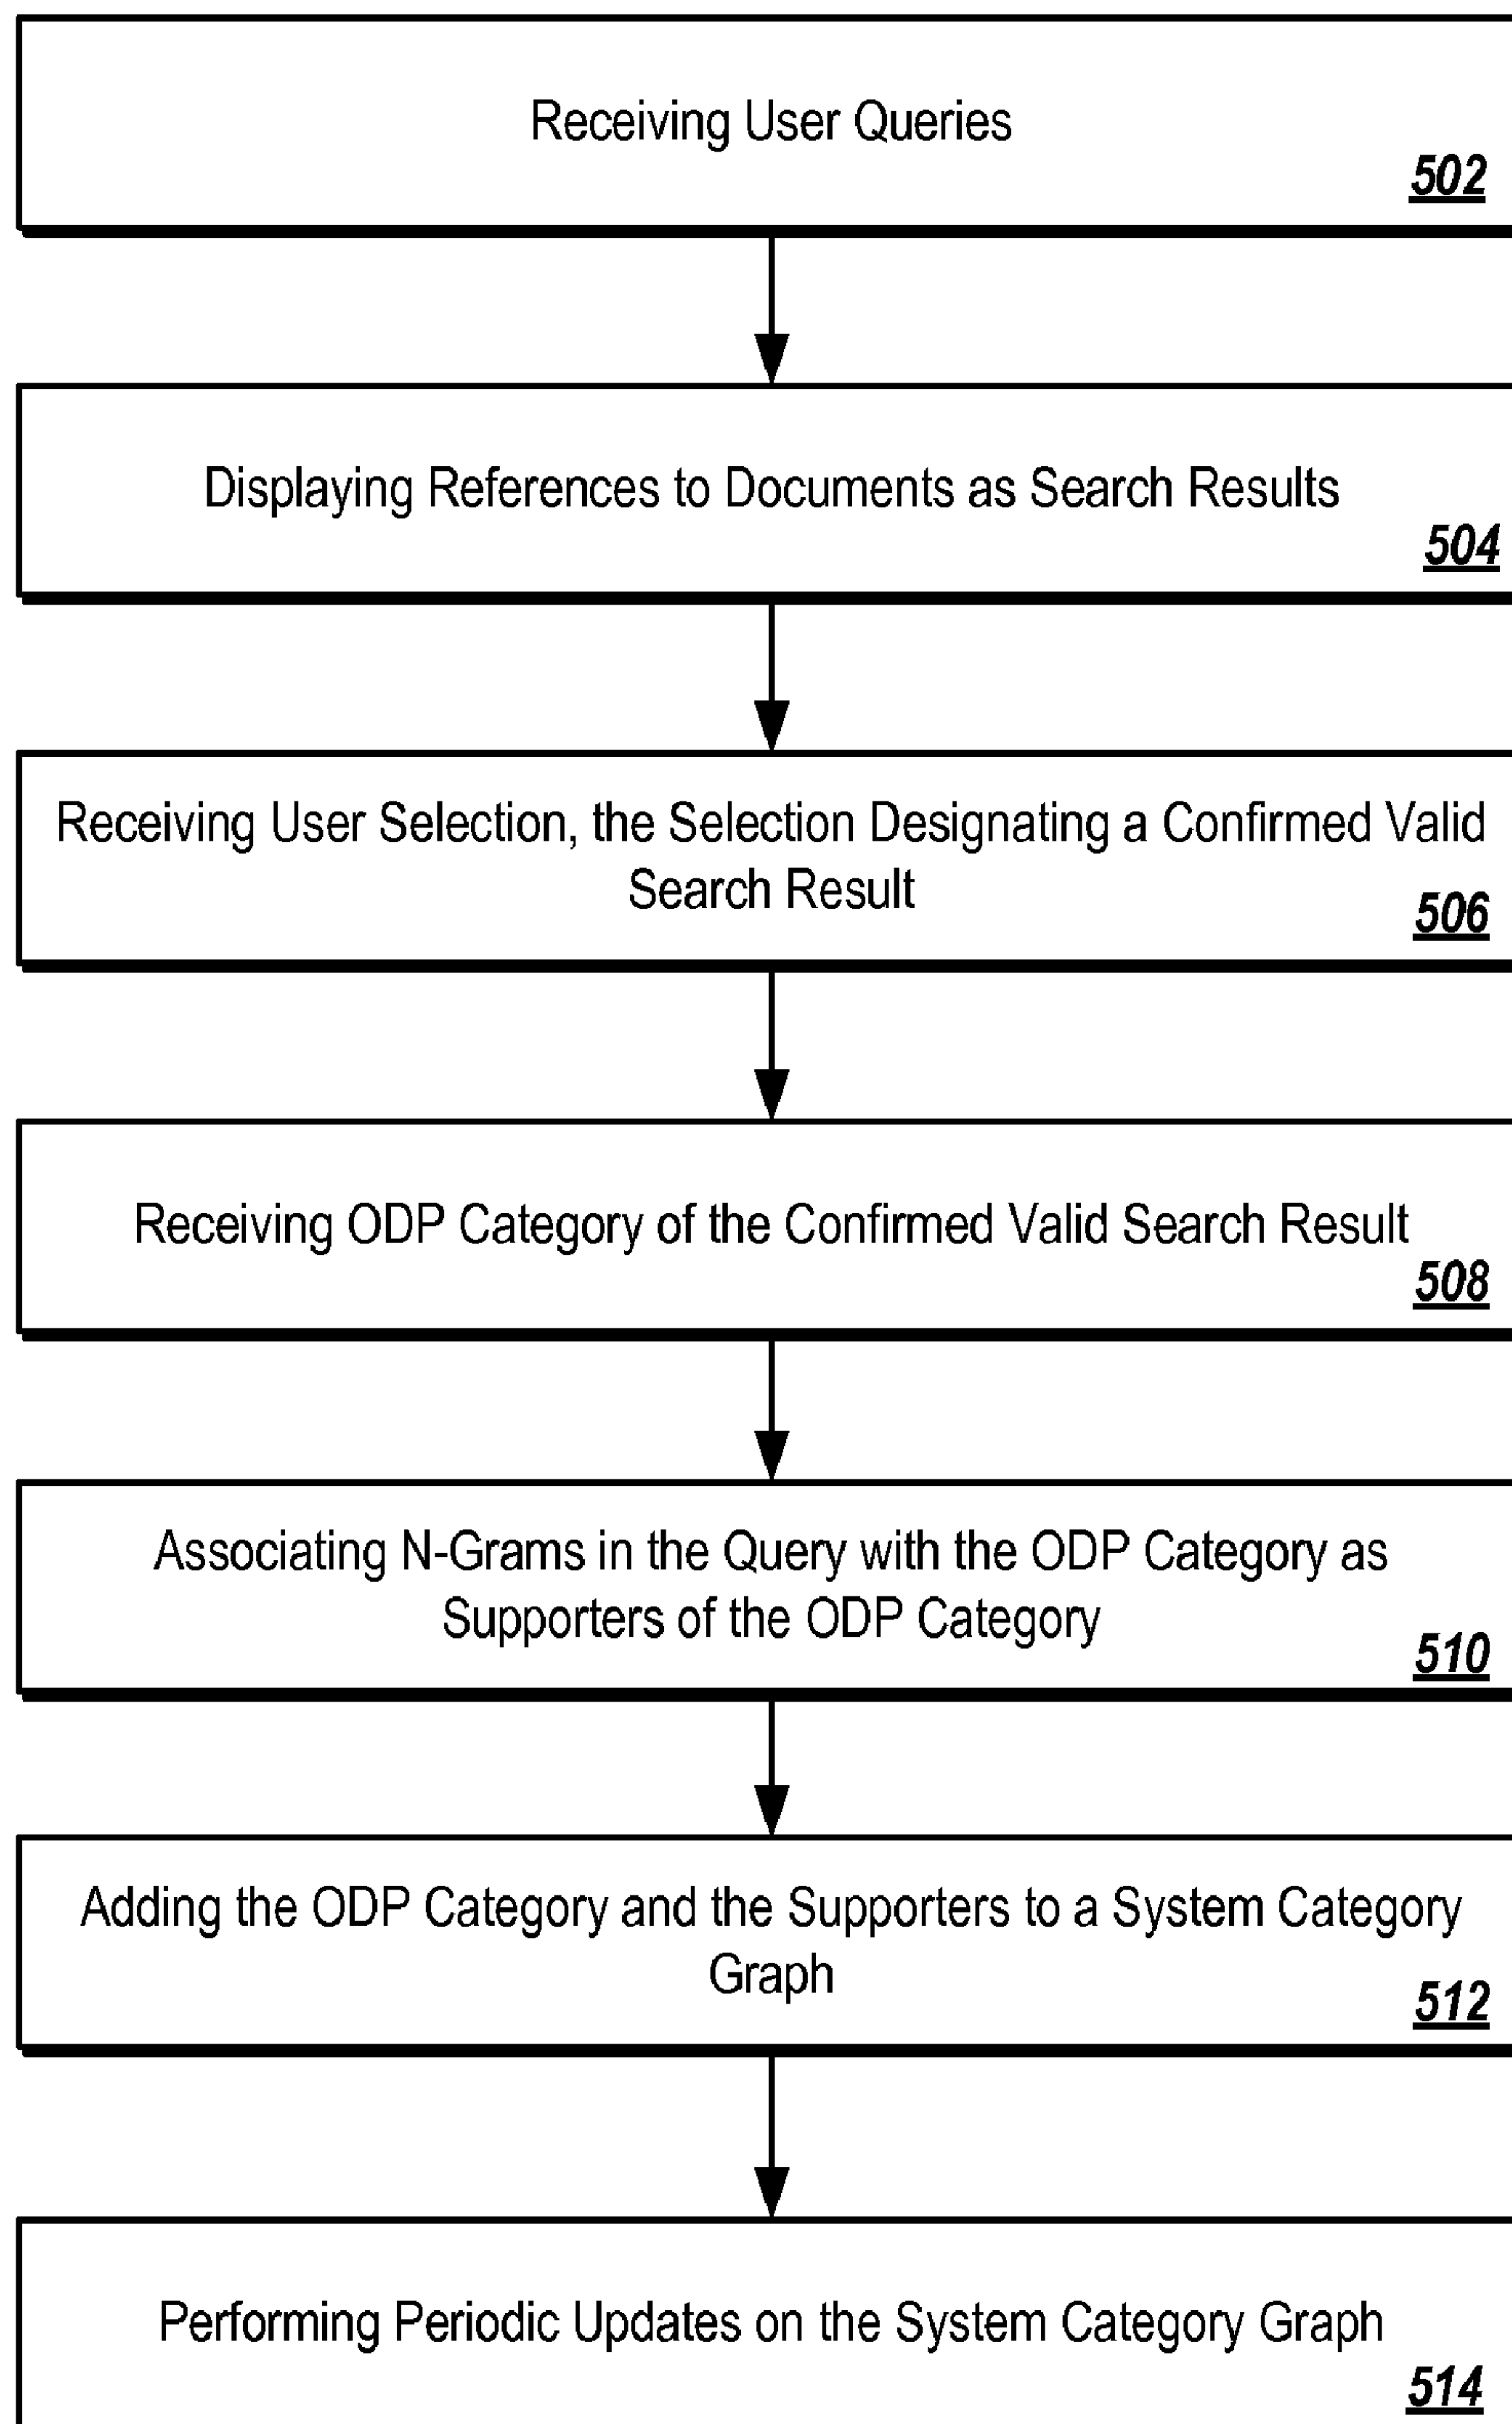 Receiving User Queries
502
Displaying References to Documents as Search Results
504
Receiving User Selection, the Selection Designating a Confirmed Valid
Search Result
506
Receiving ODP Category of the Confirmed Valid Search Result
508
Associating N-Grams in the Query with the ODP Category as
Supporters of the ODP Category
510
Adding the ODP Category and the Supporters to a System Category
Graph
512
Performing Periodic Updates on the System Category Graph
514